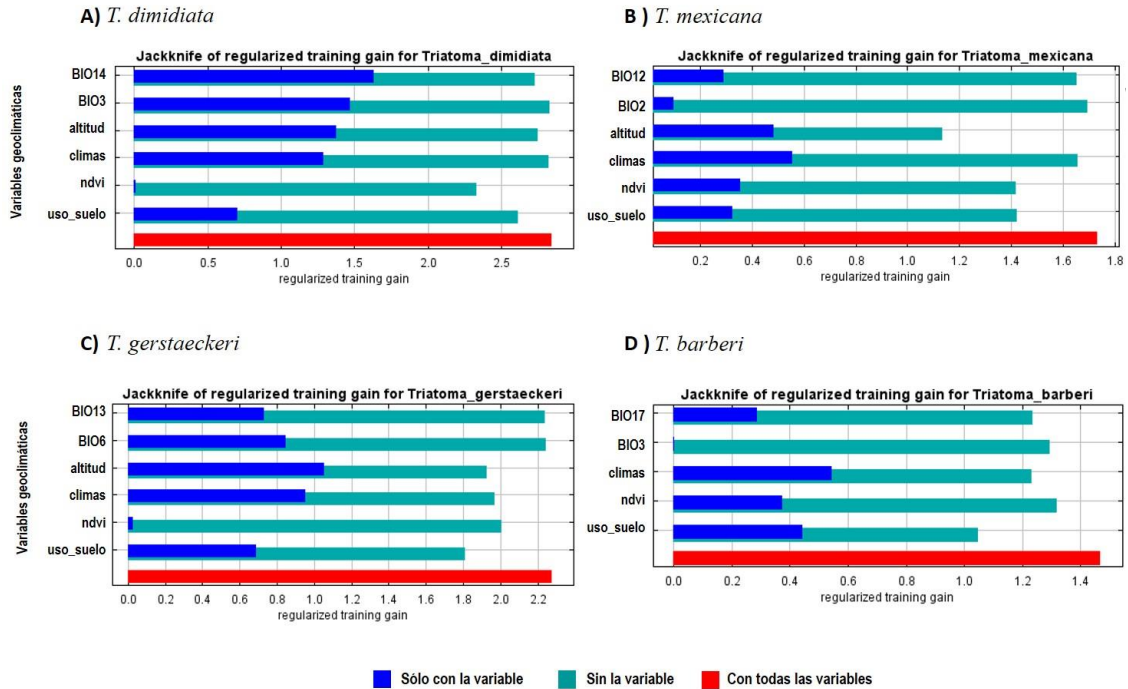 A) T. dimidiata
Jackknife of regularized training gain for Triatoma_dimidiata
Variables geoclimáticas
BIO14
BIO3
altitud
climas
ndvi
uso_suelo
0.0 0.5 1.0 1.5 2.0 2.5
regularized training gain
B ) T. mexicana
Jackknife of regularized training gain for Triatoma_mexicana
BIO12
BIO2
altitud
climas
ndvi
uso_suelo
0.2 0.4 0.6 0.8 1.0 1.2 1.4 1.6 1.8
regularized training gain
C) T. gerstaeckeri
Jackknife of regularized training gain for Triatoma_gerstaeckeri
Variables geoclimáticas
BIO13
BIO6
altitud
climas
ndvi
uso_suelo
0.0 0.2 0.4 0.6 0.8 1.0 1.2 1.4 1.6 1.8 2.0 2.2
regularized training gain
D ) T. barberi
Jackknife of regularized training gain for Triatoma_barberi
BIO17
BIO3
climas
ndvi
uso_suelo
0.0 0.2 0.4 0.6 0.8 1.0 1.2 1.4
regularized training gain
Sólo con la variable Sin la variable Con todas las variables